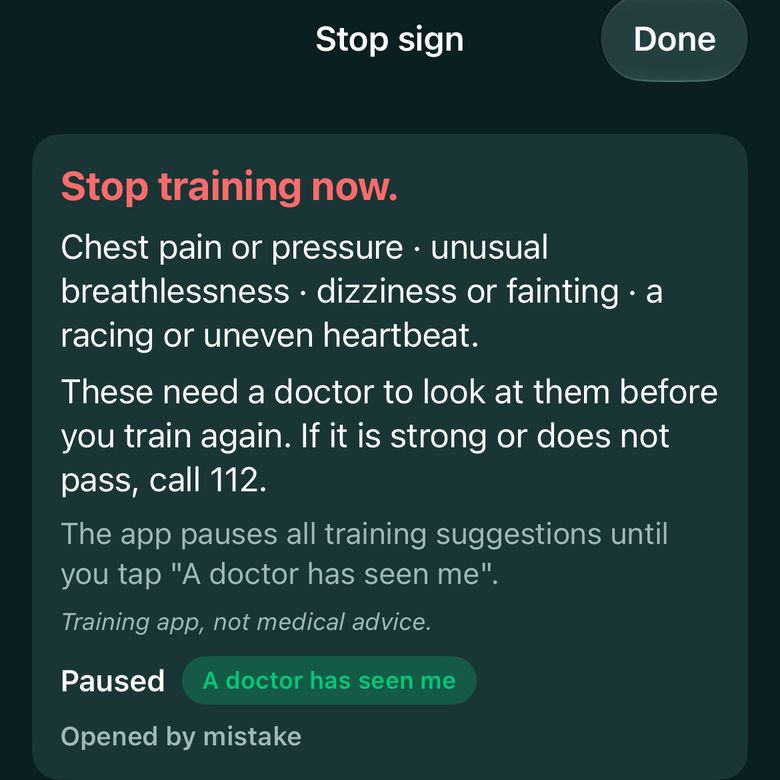 Stop sign
Done
Stop training now.
Chest pain or pressure · unusual
breathlessness · dizziness or fainting · a
racing or uneven heartbeat.
These need a doctor to look at them before
you train again. If it is strong or does not
pass, call 112.
The app pauses all training suggestions until
you tap "A doctor has seen me".
Training app, not medical advice.
Paused
A doctor has seen me
Opened by mistake